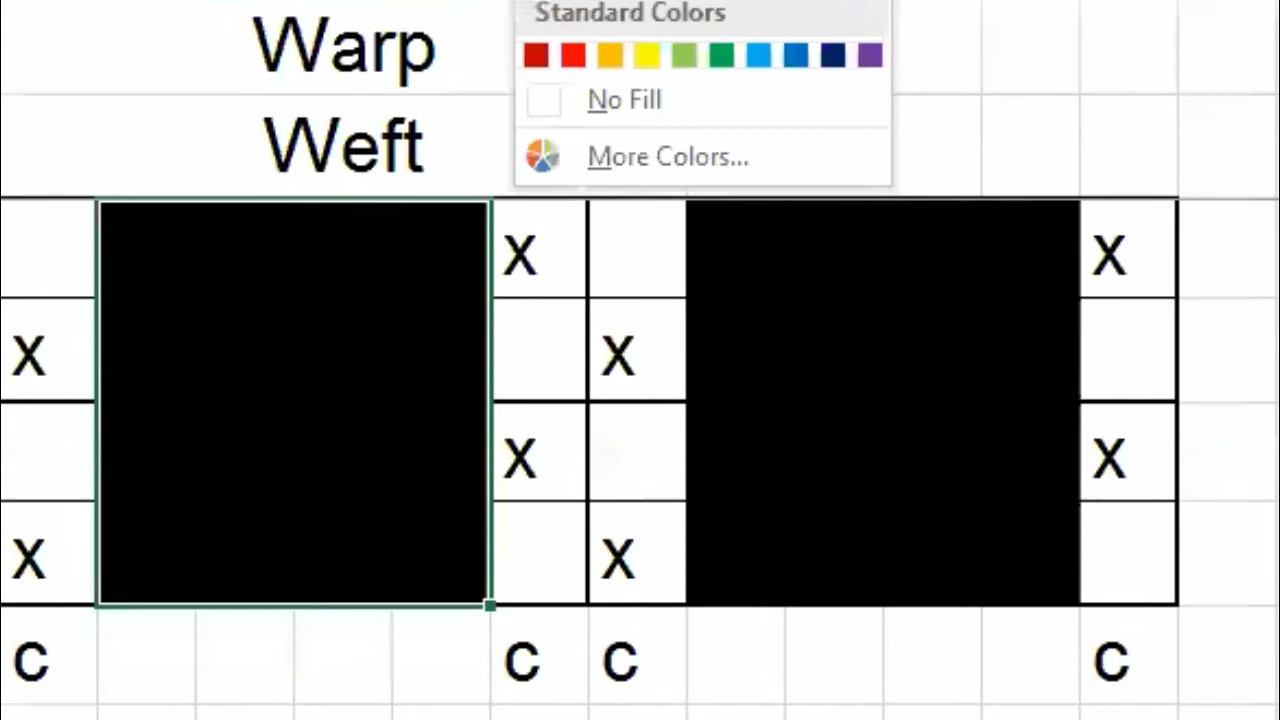 Standard Colors
Warp
No Fill
Weft
More Colors...
X X
X X
X X
X X
C C C C